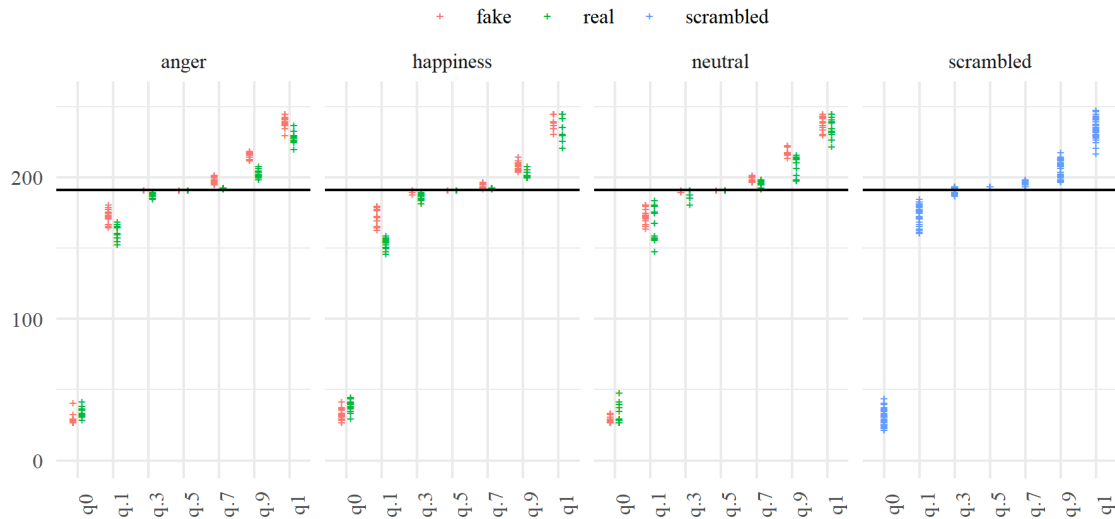 fake real scrambled
anger happiness neutral scrambled
200
100
0
q0 q.1 q.3 q.5 q.7 q.9 q1 q0 q.1 q.3 q.5 q.7 q.9 q1 q0 q.1 q.3 q.5 q.7 q.9 q1 q0 q.1 q.3 q.5 q.7 q.9 q1